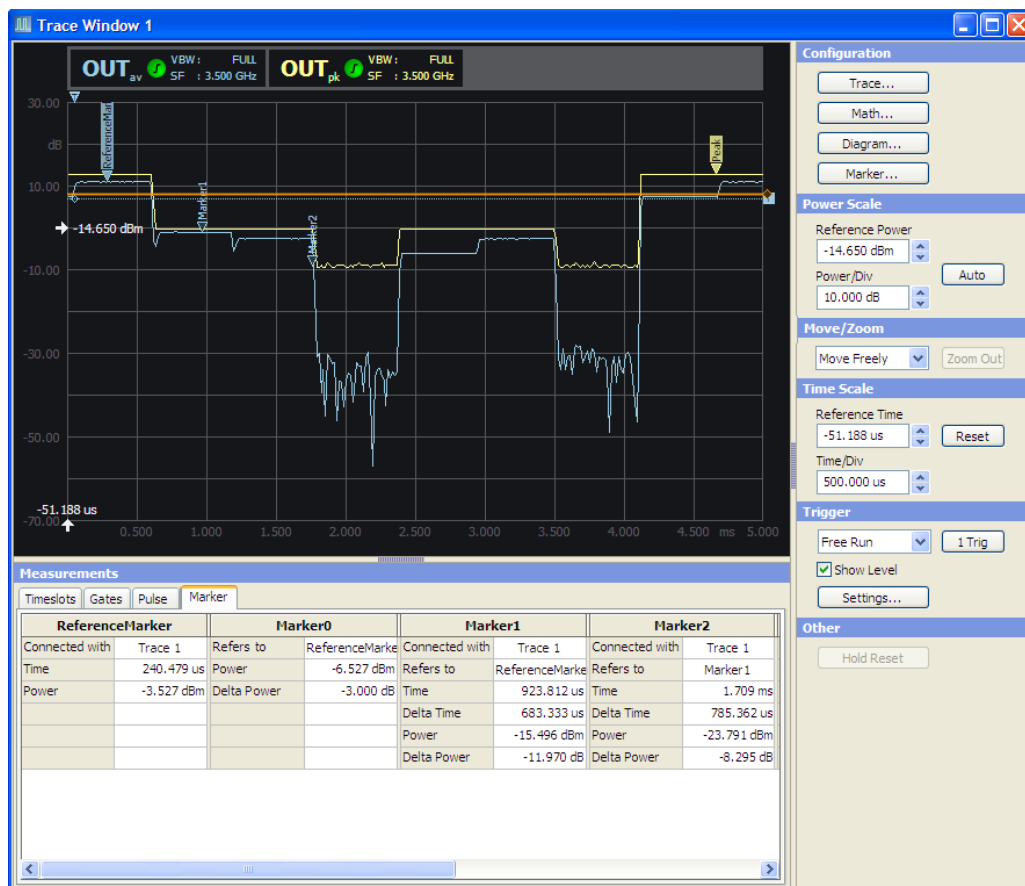 Trace Window 1
OUTav VBW: FULL SF : 3.500 GHz
OUTpk VBW: FULL SF : 3.500 GHz
30.00
dB
10.00
-14.650 dBm
-10.00
-30.00
-50.00
-70.00
-51.188 us
0.500 1.000 1.500 2.000 2.500 3.000 3.500 4.000 4.500 ms 5.000
ReferenceMar
Marker1
Marker2
Peak
Configuration
Trace...
Math...
Diagram...
Marker...
Power Scale
Reference Power
-14.650 dBm
Power/Div
10.000 dB
Auto
Move/Zoom
Move Freely
Zoom Out
Time Scale
Reference Time
-51.188 us
Reset
Time/Div
500.000 us
Trigger
Free Run
1 Trig
Show Level
Settings...
Other
Hold Reset
Measurements
Timeslots Gates Pulse Marker
ReferenceMarker Marker0 Marker1 Marker2
Connected with Trace 1 Refers to ReferenceMarke Connected with Trace 1 Connected with Trace 1
Time 240.479 us Power -6.527 dBm Refers to ReferenceMarke Refers to Marker1
Power -3.527 dBm Delta Power -3.000 dB Time 923.812 us Time 1.709 ms
Delta Time 683.333 us Delta Time 785.362 us
Power -15.496 dBm Power -23.791 dBm
Delta Power -11.970 dB Delta Power -8.295 dB